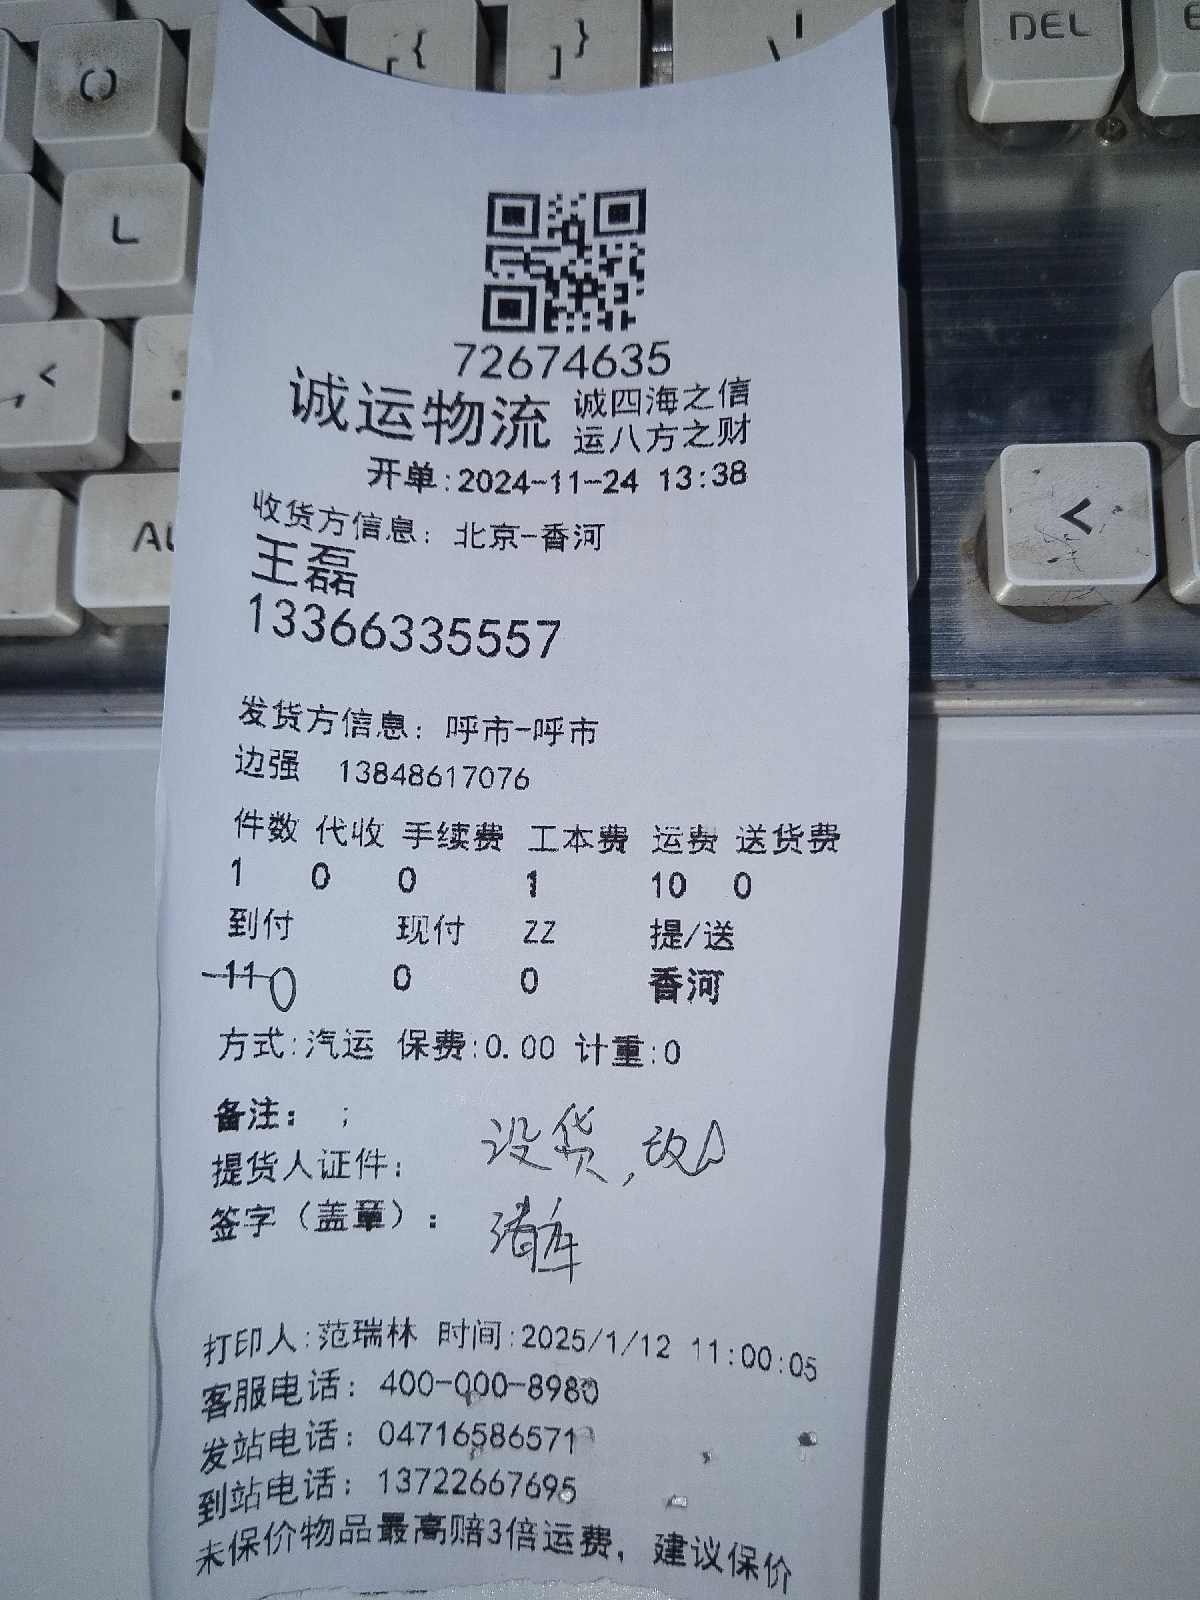 O
{
[
}
]
\
DEL
L
<
72674635
诚运物流 诚四海之信
运八方之财
开单:2024-11-24 13:38
收货方信息：北京-香河
王磊
13366335557
<
发货方信息：呼市-呼市
边强 13848617076
件数 代收 手续费 工本费 运费 送货费
1 0 0 1 10 0
到付 现付 ZZ 提/送
11 0 0 0 香河
方式:汽运 保费:0.00 计重:0
备注： ;
没货,改
提货人证件：
签字（盖章）：
清库
打印人:范瑞林 时间:2025/1/12 11:00:05
客服电话：400-000-8980
发站电话：04716586571
到站电话：13722667695
未保价物品最高赔3倍运费，建议保价